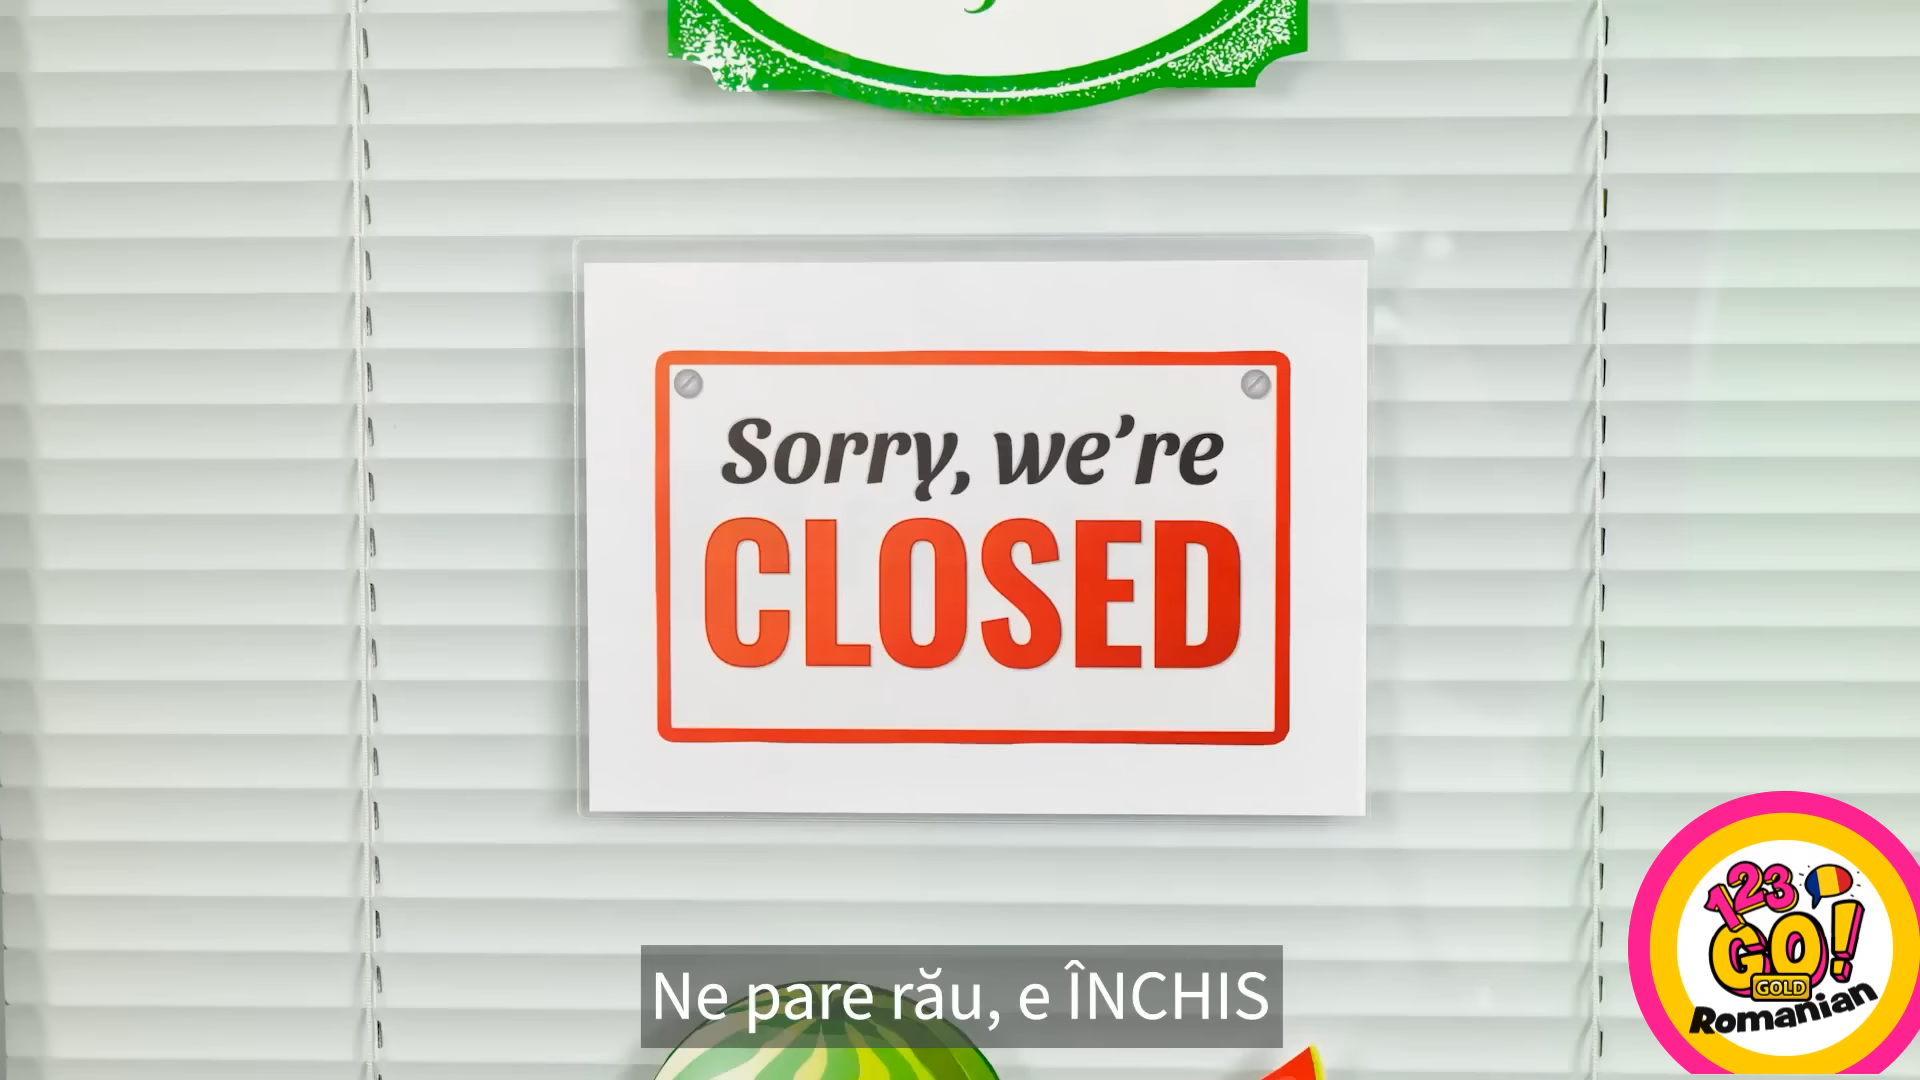 Sorry, we're
CLOSED
Ne pare rău, e ÎNCHIS
123
GO!
GOLD
Romanian